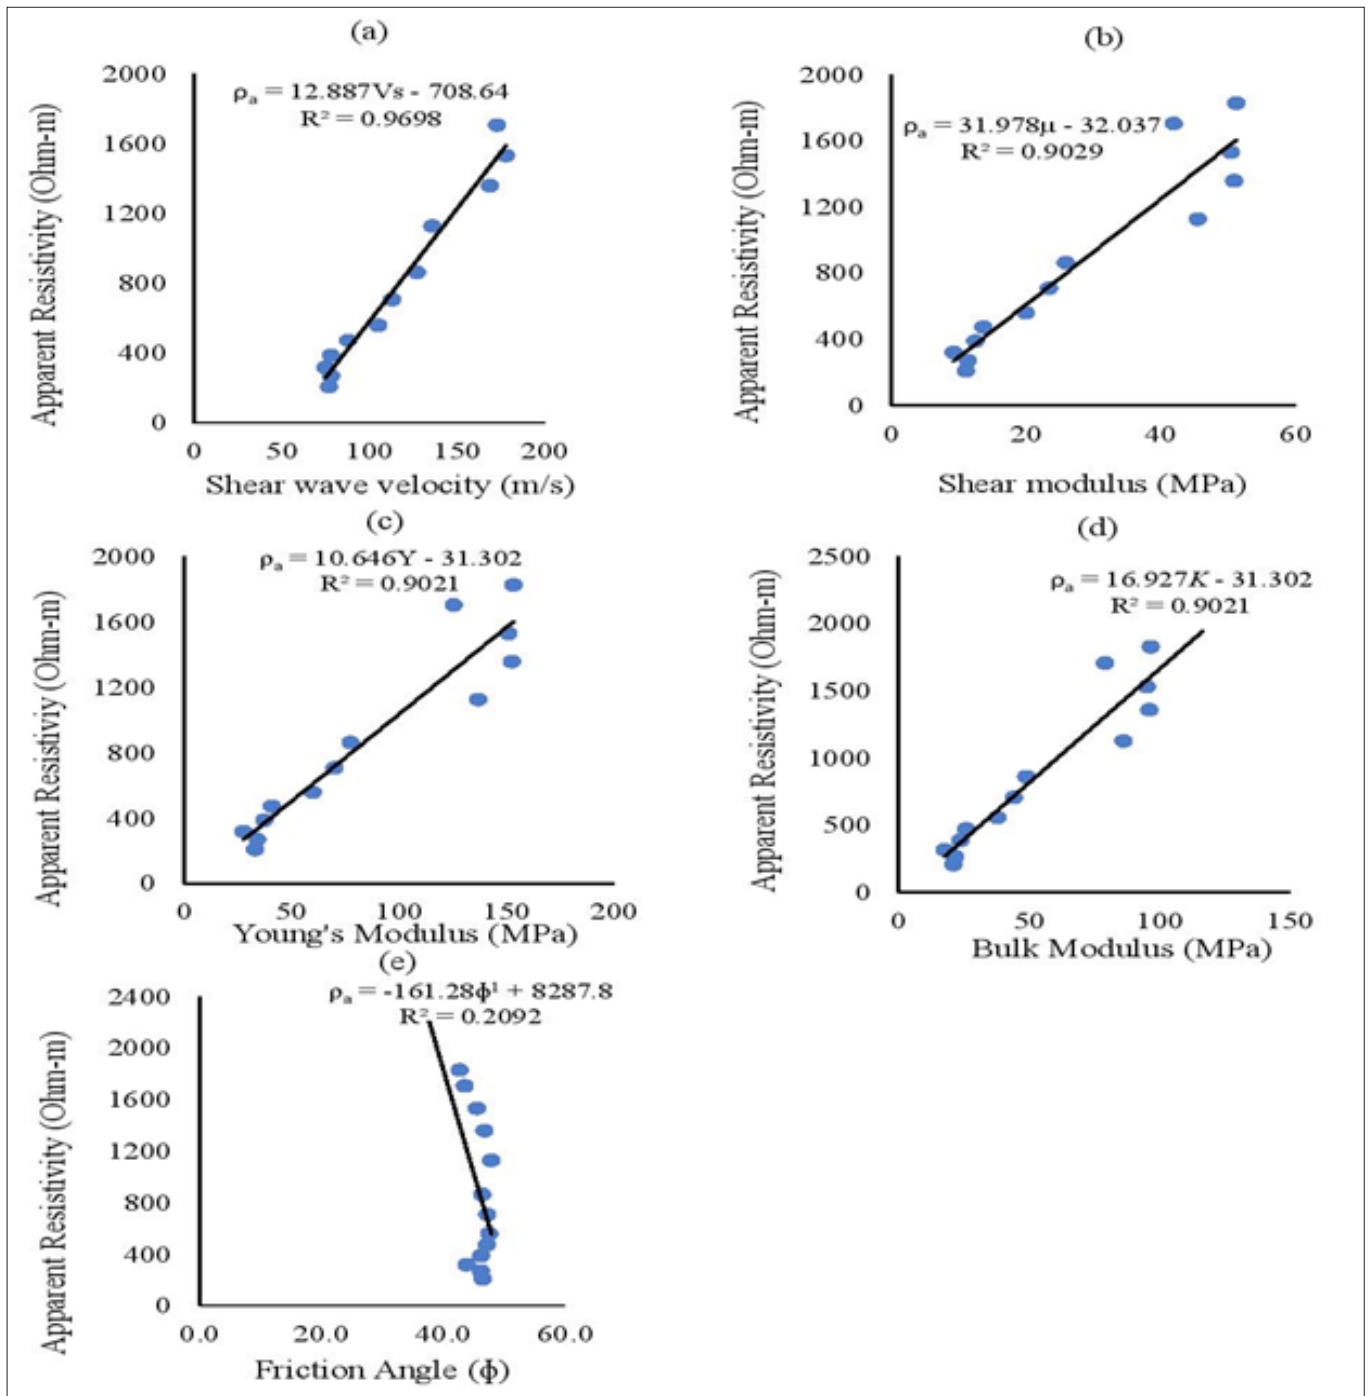 (a)
ρₐ = 12.887Vs - 708.64
R² = 0.9698
2000
1600
1200
800
400
0
0 50 100 150 200
Apparent Resistivity (Ohm-m)
Shear wave velocity (m/s)
(b)
ρₐ = 31.978μ - 32.037
R² = 0.9029
2000
1600
1200
800
400
0
0 20 40 60
Apparent Resistivity (Ohm-m)
Shear modulus (MPa)
(c)
ρₐ = 10.646Y - 31.302
R² = 0.9021
2000
1600
1200
800
400
0
0 50 100 150 200
Apparent Resistiviy (Ohm-m)
Young's Modulus (MPa)
(d)
ρₐ = 16.927K - 31.302
R² = 0.9021
2500
2000
1500
1000
500
0
0 50 100 150
Apparent Resistivity (Ohm-m)
Bulk Modulus (MPa)
(e)
ρₐ = -161.28ϕ¹ + 8287.8
R² = 0.2092
2400
2000
1600
1200
800
400
0
0.0 20.0 40.0 60.0
Apparent Resistivity (Ohm-m)
Friction Angle (ϕ)